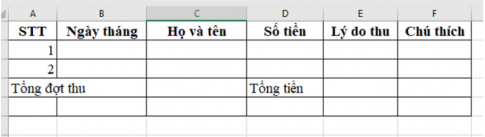 A B C D E F
STT Ngày tháng Họ và tên Số tiền Lý do thu Chú thích
1
2
Tổng đợt thu Tổng tiền